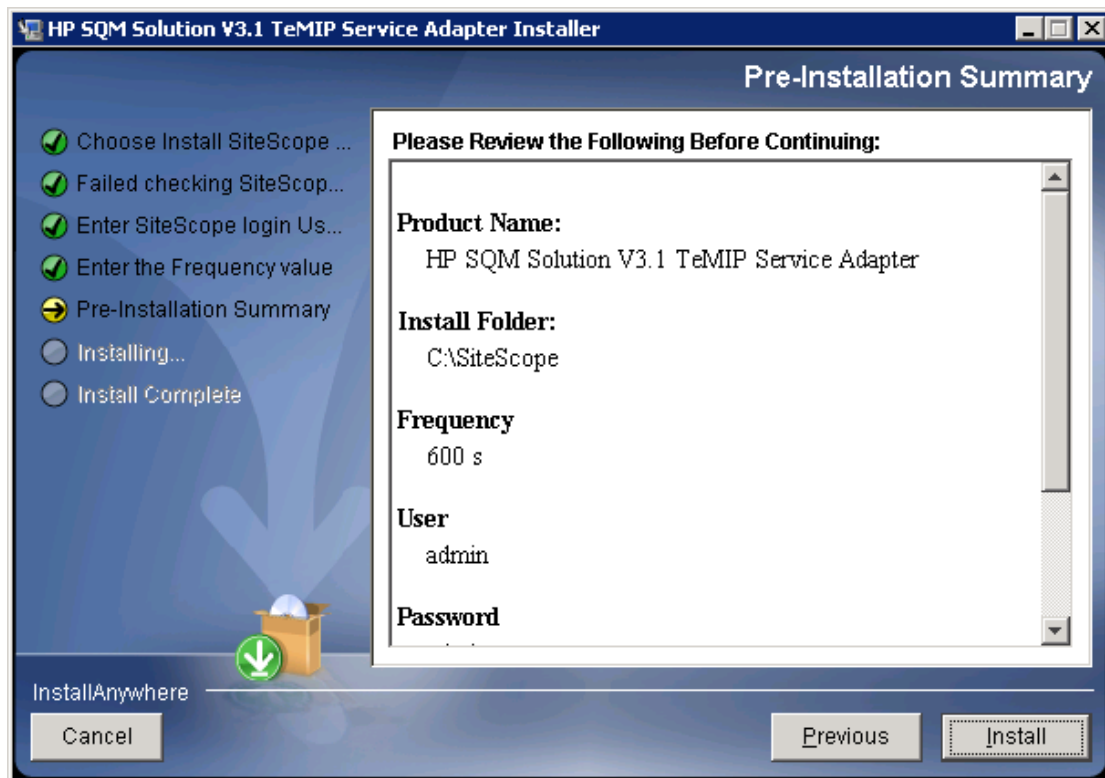 HP SQM Solution V3.1 TeMIP Service Adapter Installer
Pre-Installation Summary
Choose Install SiteScope ...
Failed checking SiteScop...
Enter SiteScope login Us...
Enter the Frequency value
Pre-Installation Summary
Installing...
Install Complete
Please Review the Following Before Continuing:
Product Name:
HP SQM Solution V3.1 TeMIP Service Adapter
Install Folder:
C:\SiteScope
Frequency
600 s
User
admin
Password
InstallAnywhere
Cancel
Previous
Install